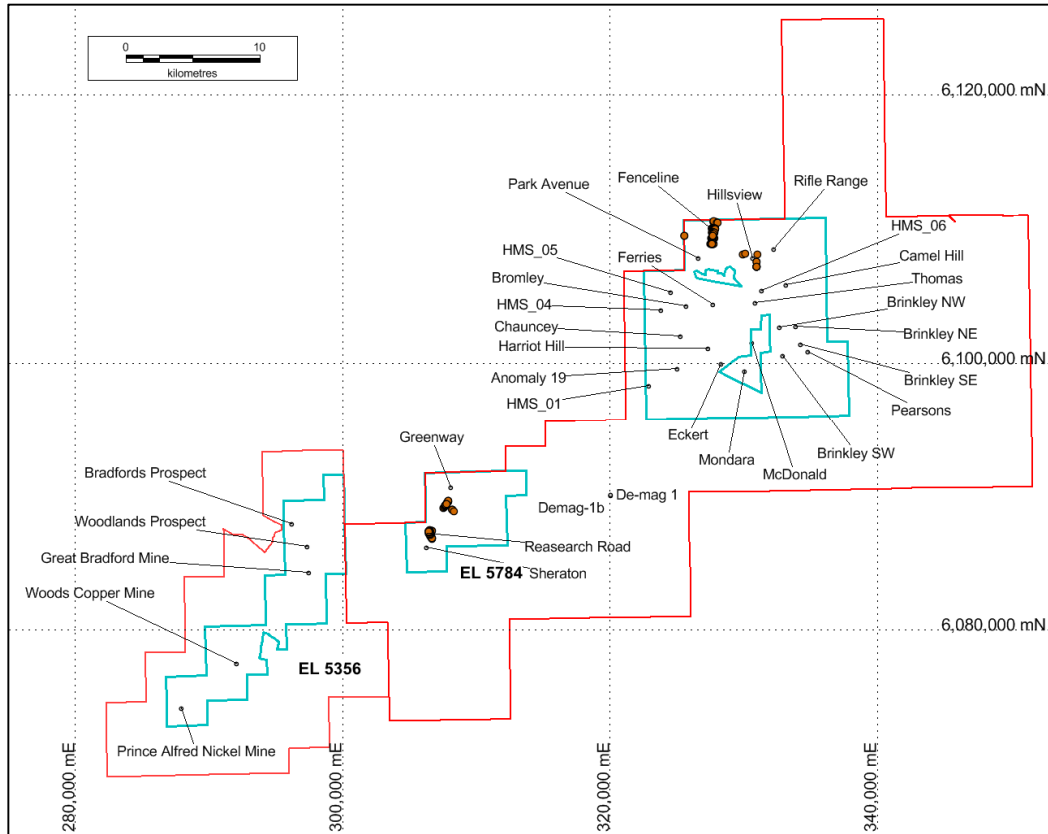 0
10
kilometres
6,120,000 mN
Park Avenue
Fenceline
Hillsview
Rifle Range
HMS_06
HMS_05
Ferries
Camel Hill
Bromley
Thomas
HMS_04
Brinkley NW
Chauncey
Brinkley NE
Harriot Hill
6,100,000 mN
Anomaly 19
Brinkley SE
HMS_01
Pearsons
Eckert
Brinkley SW
Mondara
McDonald
Greenway
Bradfords Prospect
De-mag 1
Demag-1b
Woodlands Prospect
Reasearch Road
Great Bradford Mine
EL 5784
Sheraton
Woods Copper Mine
6,080,000 mN
EL 5356
Prince Alfred Nickel Mine
280,000 mE
300,000 mE
320,000 mE
340,000 mE